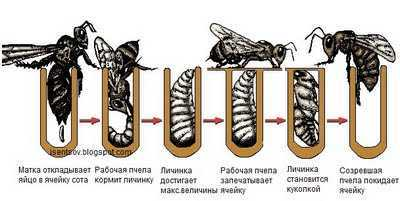 isentsov.blogspot.com
Матка откладывает
яйцо в ячейку сота
Рабочая пчела
кормит личинку
Личинка
достигает
макс.величины
Рабочая пчела
запечатывает
ячейку
Личинка
становится
куколкой
Созревшая
пчела покидает
ячейку